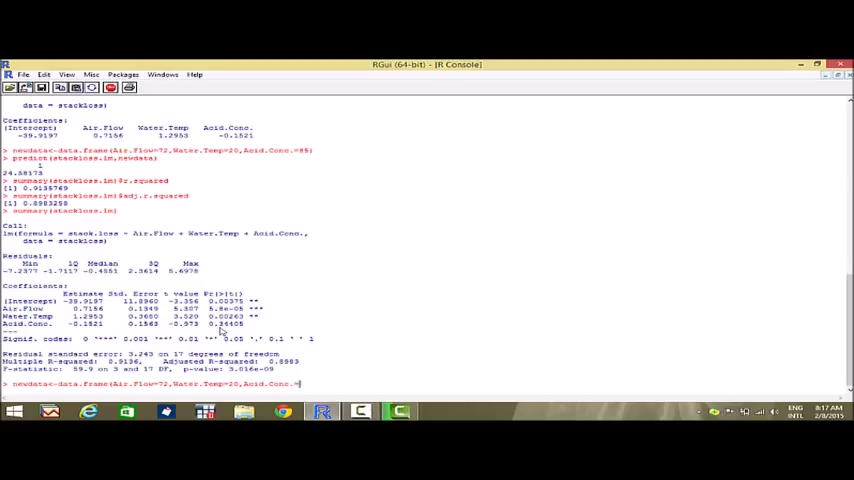 RGui (64-bit) - [R Console]
File Edit View Misc Packages Windows Help
data = stackloss)
Coefficients:
(Intercept) Air.Flow Water.Temp Acid.Conc.
-39.9197 0.7156 1.2953 -0.1521
> newdata<-data.frame(Air.Flow=72,Water.Temp=20,Acid.Conc.=85)
> predict(stackloss.lm,newdata)
1
24.58173
> summary(stackloss.lm)$r.squared
[1] 0.9135769
> summary(stackloss.lm)$adj.r.squared
[1] 0.8983258
> summary(stackloss.lm)
Call:
lm(formula = stack.loss ~ Air.Flow + Water.Temp + Acid.Conc.,
data = stackloss)
Residuals:
Min 1Q Median 3Q Max
-7.2377 -1.7117 -0.4551 2.3614 5.6978
Coefficients:
Estimate Std. Error t value Pr(>|t|)
(Intercept) -39.9197 11.8960 -3.356 0.00375 **
Air.Flow 0.7156 0.1349 5.307 5.8e-05 ***
Water.Temp 1.2953 0.3680 3.520 0.00263 **
Acid.Conc. -0.1521 0.1563 -0.973 0.34405
---
Signif. codes: 0 '***' 0.001 '**' 0.01 '*' 0.05 '.' 0.1 ' ' 1
Residual standard error: 3.243 on 17 degrees of freedom
Multiple R-squared: 0.9136, Adjusted R-squared: 0.8983
F-statistic: 59.9 on 3 and 17 DF, p-value: 3.016e-09
> newdata<-data.frame(Air.Flow=72,Water.Temp=20,Acid.Conc.=
ENG 8:17 AM
INTL 2/8/2015